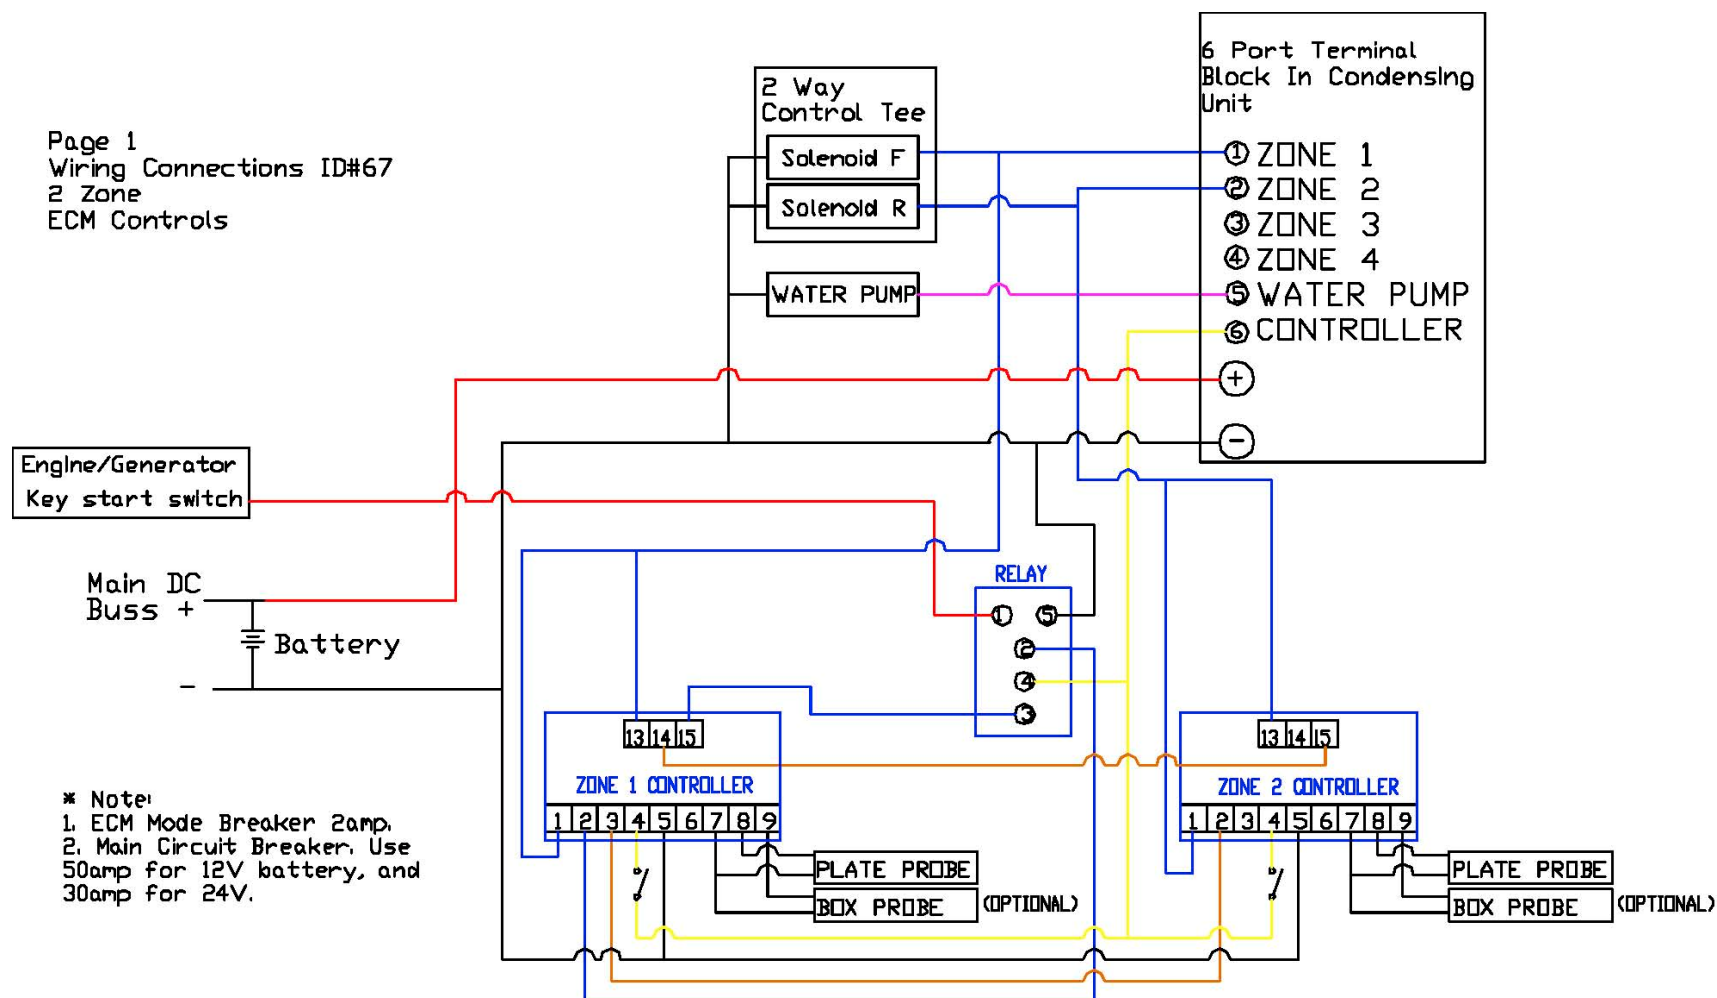 Page 1
Wiring Connections ID#67
2 Zone
ECM Controls
2 Way
Control Tee
Solenoid F
Solenoid R
WATER PUMP
6 Port Terminal
Block In Condensing
Unit
1 ZONE 1
2 ZONE 2
3 ZONE 3
4 ZONE 4
5 WATER PUMP
6 CONTROLLER
+
-
Engine/Generator
Key start switch
Main DC
Buss +
Battery
-
RELAY
1 5
2
4
3
13 14 15
ZONE 1 CONTROLLER
1 2 3 4 5 6 7 8 9
PLATE PROBE
BOX PROBE (OPTIONAL)
13 14 15
ZONE 2 CONTROLLER
1 2 3 4 5 6 7 8 9
PLATE PROBE
BOX PROBE (OPTIONAL)
* Note:
1. ECM Mode Breaker 2amp.
2. Main Circuit Breaker. Use
50amp for 12V battery, and
30amp for 24V.